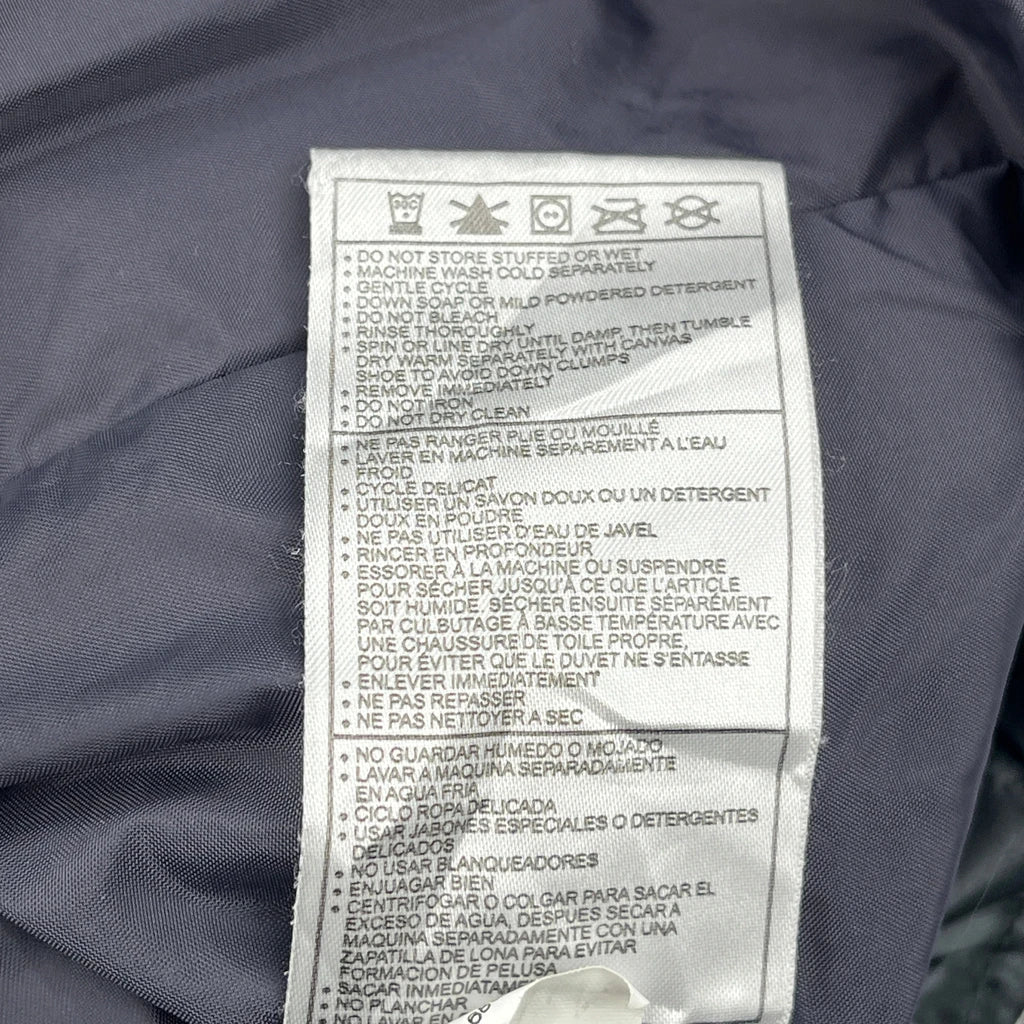 30C
• DO NOT STORE STUFFED OR WET
• MACHINE WASH COLD SEPARATELY
• GENTLE CYCLE
• DOWN SOAP OR MILD POWDERED DETERGENT
• DO NOT BLEACH
• RINSE THOROUGHLY
• SPIN OR LINE DRY UNTIL DAMP, THEN TUMBLE
DRY WARM SEPARATELY WITH CANVAS
SHOE TO AVOID DOWN CLUMPS
• REMOVE IMMEDIATELY
• DO NOT IRON
• DO NOT DRY CLEAN
• NE PAS RANGER PLIE OU MOUILLÉ
• LAVER EN MACHINE SEPAREMENT A L'EAU
FROID
• CYCLE DELICAT
• UTILISER UN SAVON DOUX OU UN DETERGENT
DOUX EN POUDRE
• NE PAS UTILISER D'EAU DE JAVEL
• RINCER EN PROFONDEUR
• ESSORER À LA MACHINE OU SUSPENDRE
POUR SÉCHER JUSQU'À CE QUE L'ARTICLE
SOIT HUMIDE. SÉCHER ENSUITE SÉPARÉMENT
PAR CULBUTAGE À BASSE TEMPÉRATURE AVEC
UNE CHAUSSURE DE TOILE PROPRE,
POUR ÉVITER QUE LE DUVET NE S'ENTASSE
• ENLEVER IMMEDIATEMENT
• NE PAS REPASSER
• NE PAS NETTOYER A SEC
• NO GUARDAR HUMEDO O MOJADO
• LAVAR A MAQUINA SEPARADAMENTE
EN AGUA FRIA
• CICLO ROPA DELICADA
• USAR JABONES ESPECIALES O DETERGENTES
DELICADOS
• NO USAR BLANQUEADORES
• ENJUAGAR BIEN
• CENTRIFOGAR O COLGAR PARA SACAR EL
EXCESO DE AGUA, DESPUES SECAR A
MAQUINA SEPARADAMENTE CON UNA
ZAPATILLA DE LONA PARA EVITAR
FORMACION DE PELUSA
• SACAR
• NO PLANCHAR
NO LAVAR EN